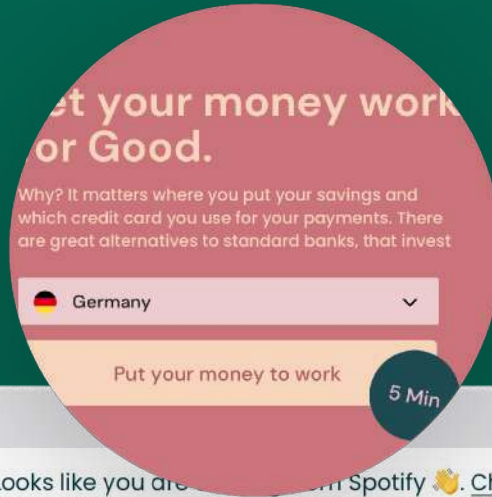 your money work
Good.
Why? It matters where you put your savings and
which credit card you use for your payments. There
are great alternatives to standard banks, that invest
Germany
Put your money to work
5 Min
looks like you are Spotify 👋.